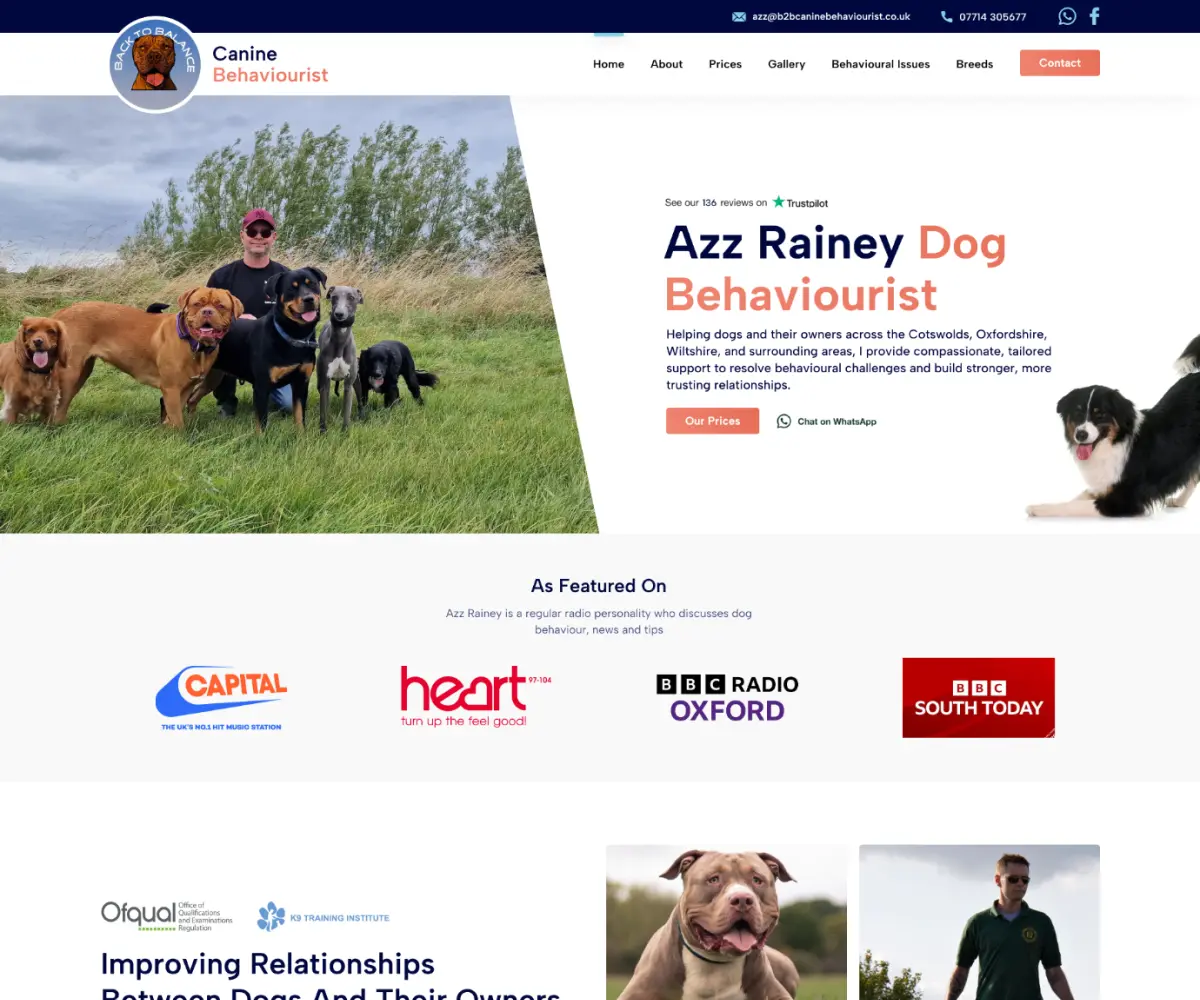 azz@b2bcaninebehaviourist.co.uk 07714 305677
BACK TO BALANCE
Canine
Behaviourist
Home About Prices Gallery Behavioural Issues Breeds Contact
See our 136 reviews on Trustpilot
Azz Rainey Dog
Behaviourist
Helping dogs and their owners across the Cotswolds, Oxfordshire,
Wiltshire, and surrounding areas, I provide compassionate, tailored
support to resolve behavioural challenges and build stronger, more
trusting relationships.
Our Prices Chat on WhatsApp
As Featured On
Azz Rainey is a regular radio personality who discusses dog
behaviour, news and tips
CAPITAL
THE UK'S NO.1 HIT MUSIC STATION
heart 97-104
turn up the feel good!
BBC RADIO
OXFORD
BBC
SOUTH TODAY
Ofqual
Office of
Qualifications
and Examinations
Regulation
K9 TRAINING INSTITUTE
Improving Relationships
Between Dogs And Their Owners